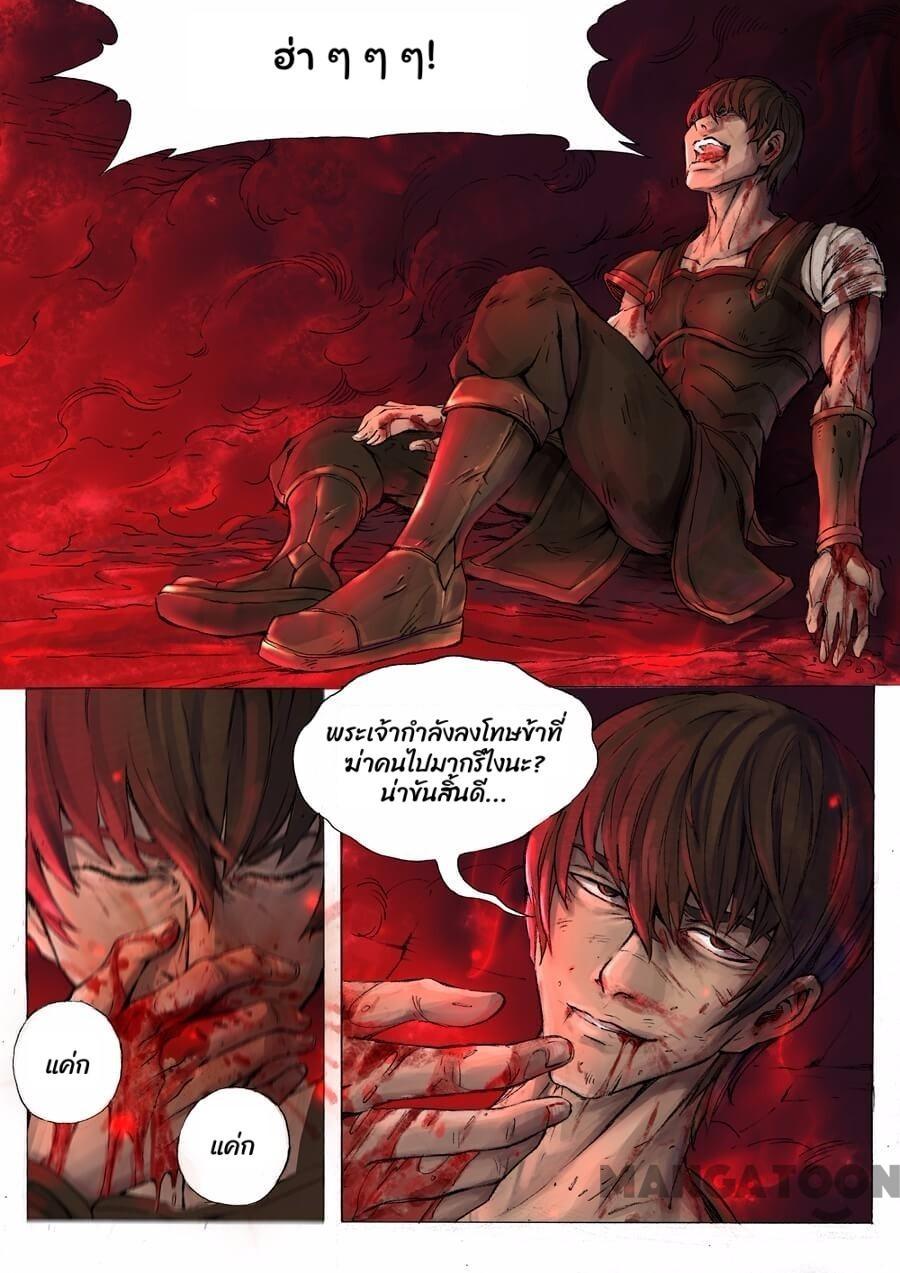 ฮ่า ๆ ๆ ๆ ๆ!
พระเจ้ากำลังลงโทษข้าที่
ฆ่าคนไปมากรึไงนะ?
น่าขันสิ้นดี...
แค่ก
แค่ก
MANGATOON